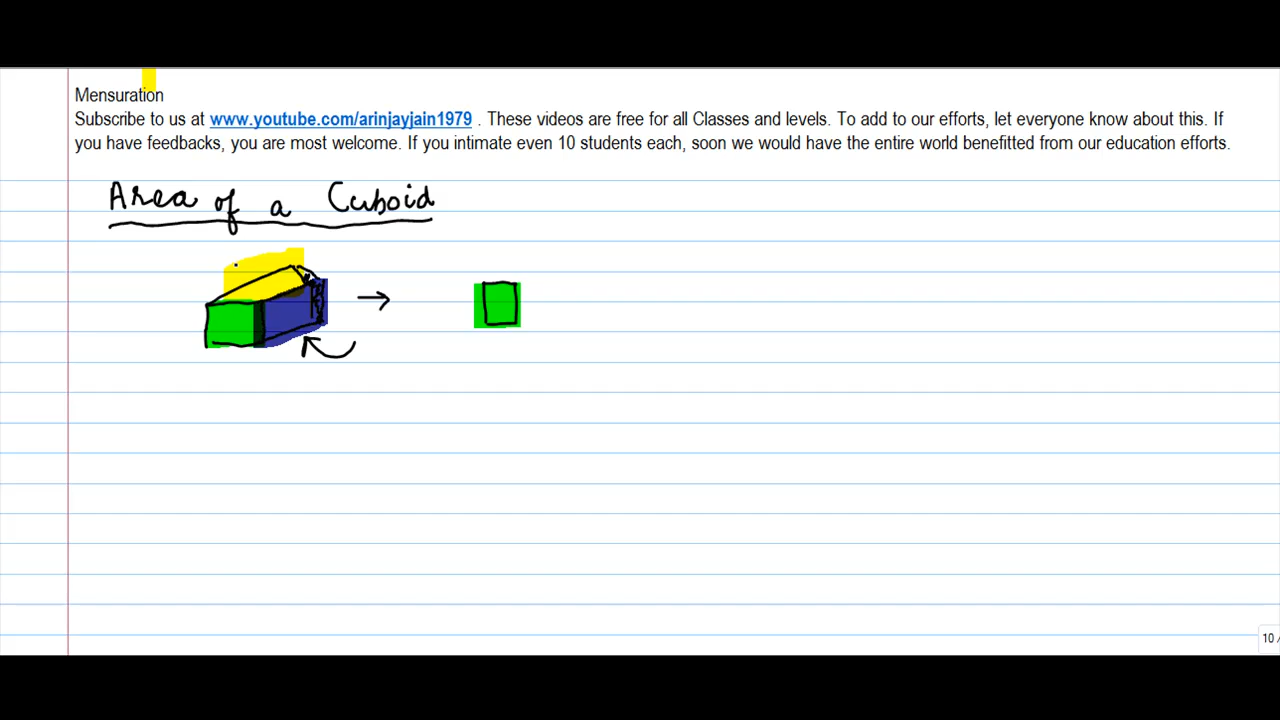 Mensuration
Subscribe to us at www.youtube.com/arinjayjain1979 . These videos are free for all Classes and levels. To add to our efforts, let everyone know about this. If
you have feedbacks, you are most welcome. If you intimate even 10 students each, soon we would have the entire world benefitted from our education efforts.
Area of a Cuboid
10 /